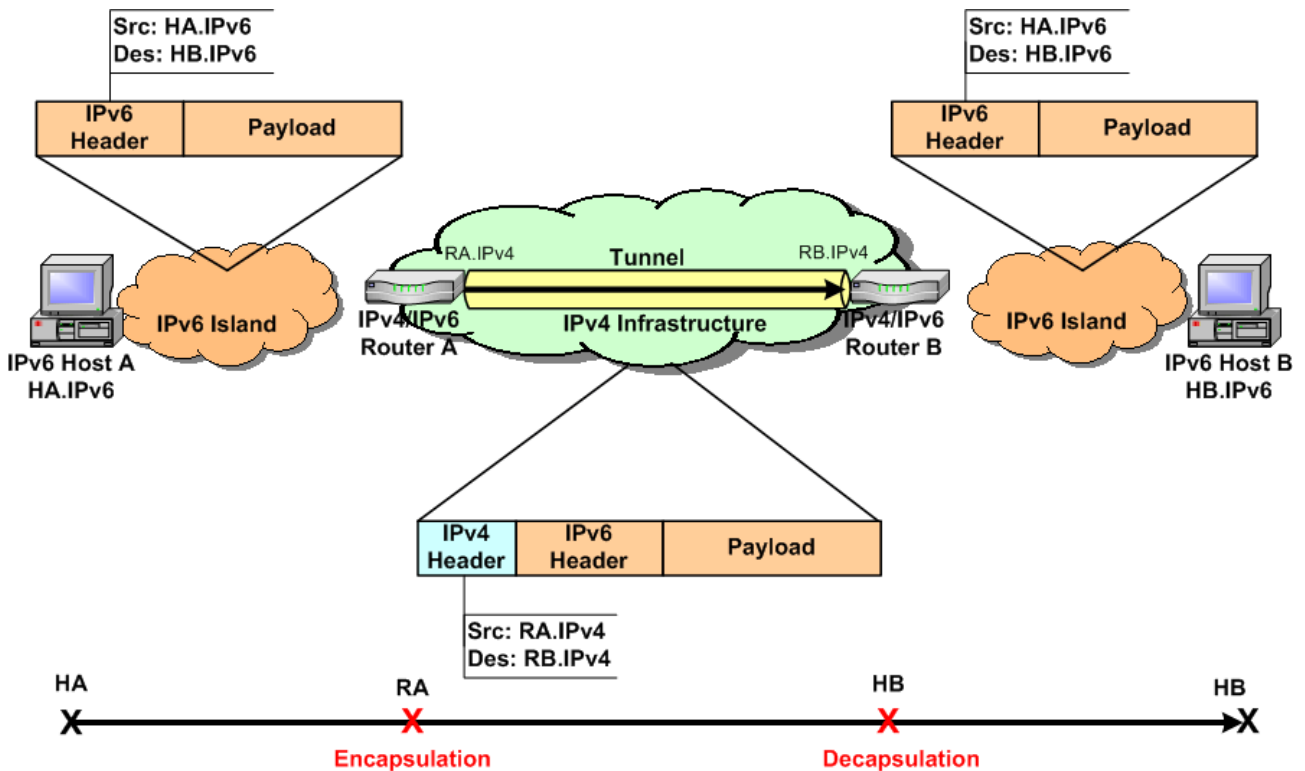 Src: HA.IPv6
Des: HB.IPv6
Src: HA.IPv6
Des: HB.IPv6
IPv6
Header
Payload
IPv6
Header
Payload
RA.IPv4
Tunnel
RB.IPv4
IPv6 Island
IPv4/IPv6
Router A
IPv4 Infrastructure
IPv4/IPv6
Router B
IPv6 Island
IPv6 Host A
HA.IPv6
IPv6 Host B
HB.IPv6
IPv4
Header
IPv6
Header
Payload
Src: RA.IPv4
Des: RB.IPv4
HA
RA
HB
HB
X
X
X
X
Encapsulation
Decapsulation